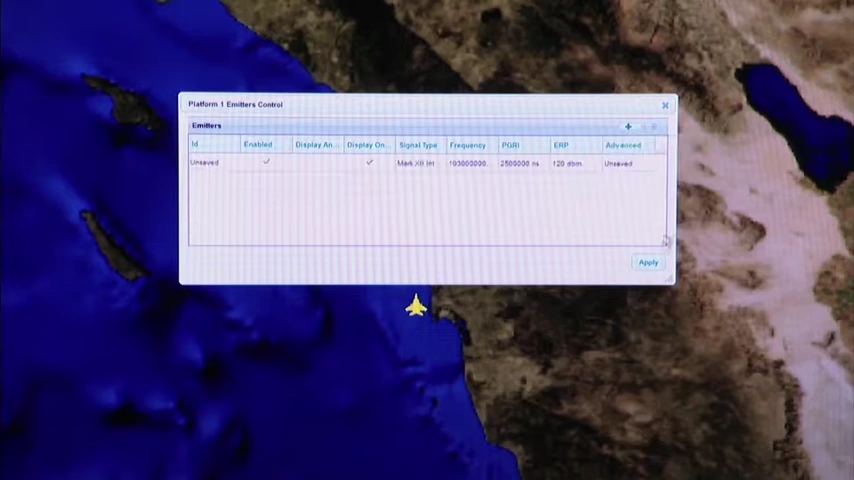 Platform 1 Emitters Control
Emitters
Id Enabled Display An... Display On... Signal Type Frequency PGRI ERP Advanced
Unsaved Mark XII Int 103000000... 2500000 ns 120 dbm Unsaved
Apply